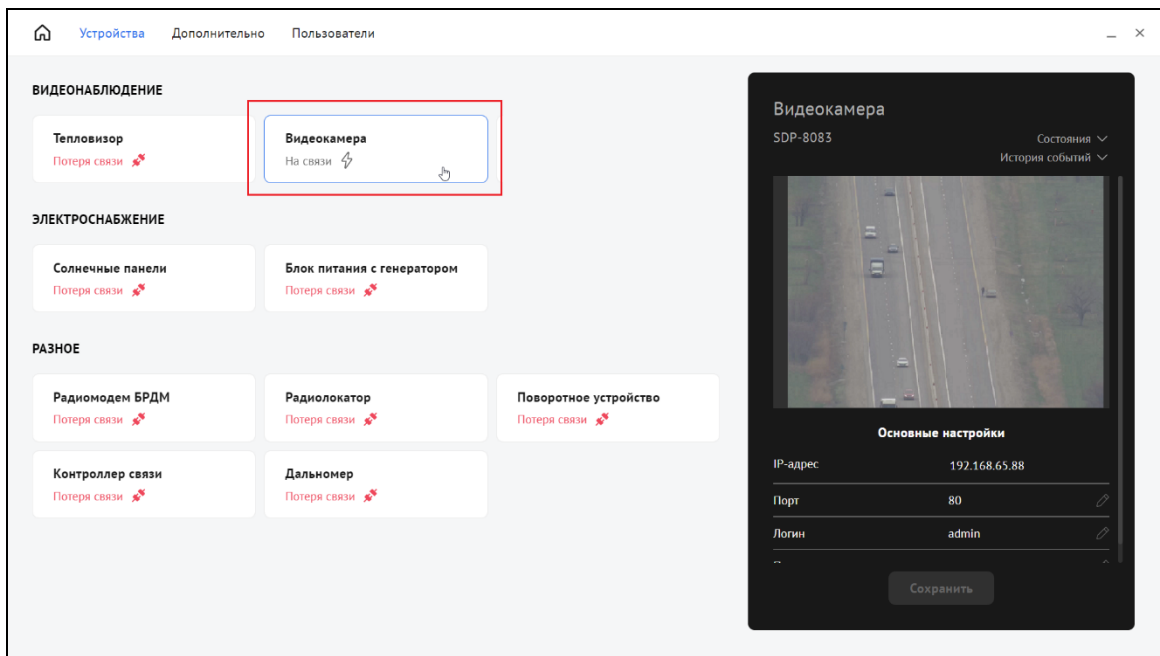 Устройства Дополнительно Пользователи
ВИДЕОНАБЛЮДЕНИЕ
Тепловизор
Потеря связи
Видеокамера
На связи
ЭЛЕКТРОСНАБЖЕНИЕ
Солнечные панели
Потеря связи
Блок питания с генератором
Потеря связи
РАЗНОЕ
Радиомодем БРДМ
Потеря связи
Радиолокатор
Потеря связи
Поворотное устройство
Потеря связи
Контроллер связи
Потеря связи
Дальномер
Потеря связи
Видеокамера
SDP-8083
Состояния
История событий
Основные настройки
IP-адрес 192.168.65.88
Порт 80
Логин admin
Сохранить